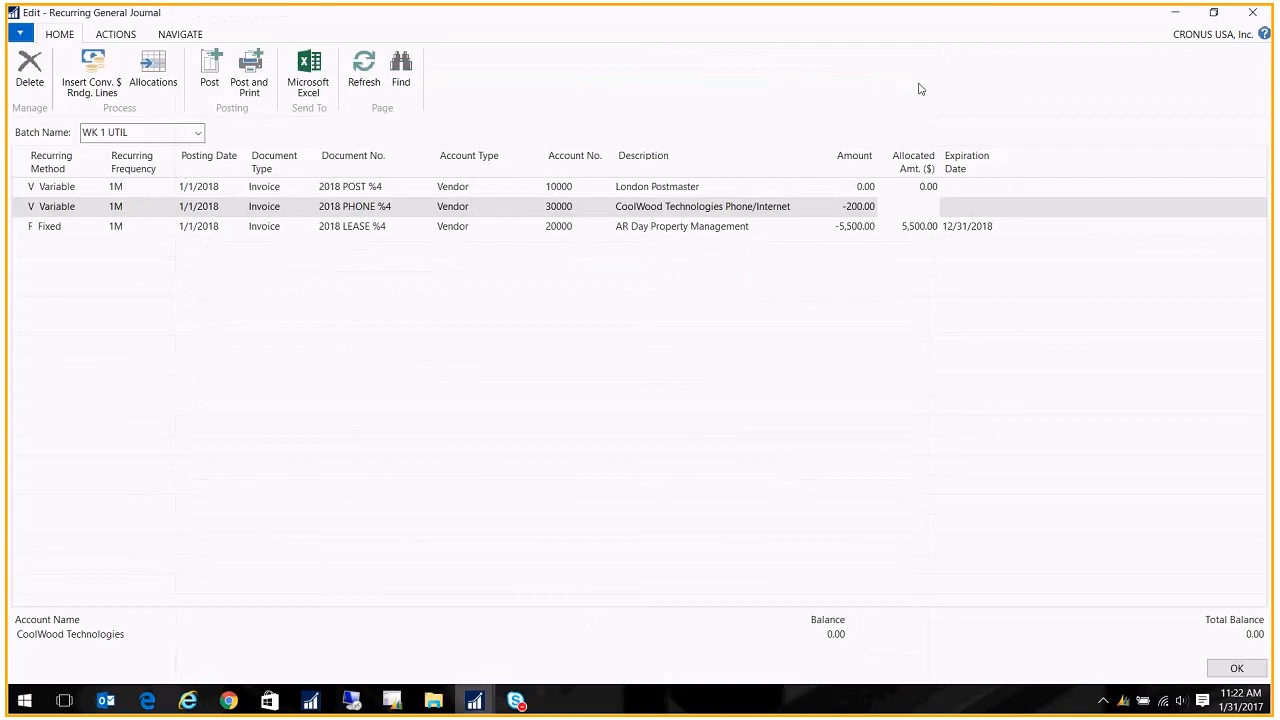 Edit - Recurring General Journal
HOME ACTIONS NAVIGATE CRONUS USA, Inc. ?
Delete Insert Conv. $ Rndg. Lines Allocations Post Post and Print Microsoft Excel Refresh Find
Manage Process Posting Send To Page
Batch Name: WK 1 UTIL
Recurring Method Recurring Frequency Posting Date Document Type Document No. Account Type Account No. Description Amount Allocated Amt. ($) Expiration Date
V Variable 1M 1/1/2018 Invoice 2018 POST %4 Vendor 10000 London Postmaster 0.00 0.00
V Variable 1M 1/1/2018 Invoice 2018 PHONE %4 Vendor 30000 CoolWood Technologies Phone/Internet -200.00
F Fixed 1M 1/1/2018 Invoice 2018 LEASE %4 Vendor 20000 AR Day Property Management -5,500.00 5,500.00 12/31/2018
Account Name Balance Total Balance
CoolWood Technologies 0.00 0.00
OK
11:22 AM
1/31/2017